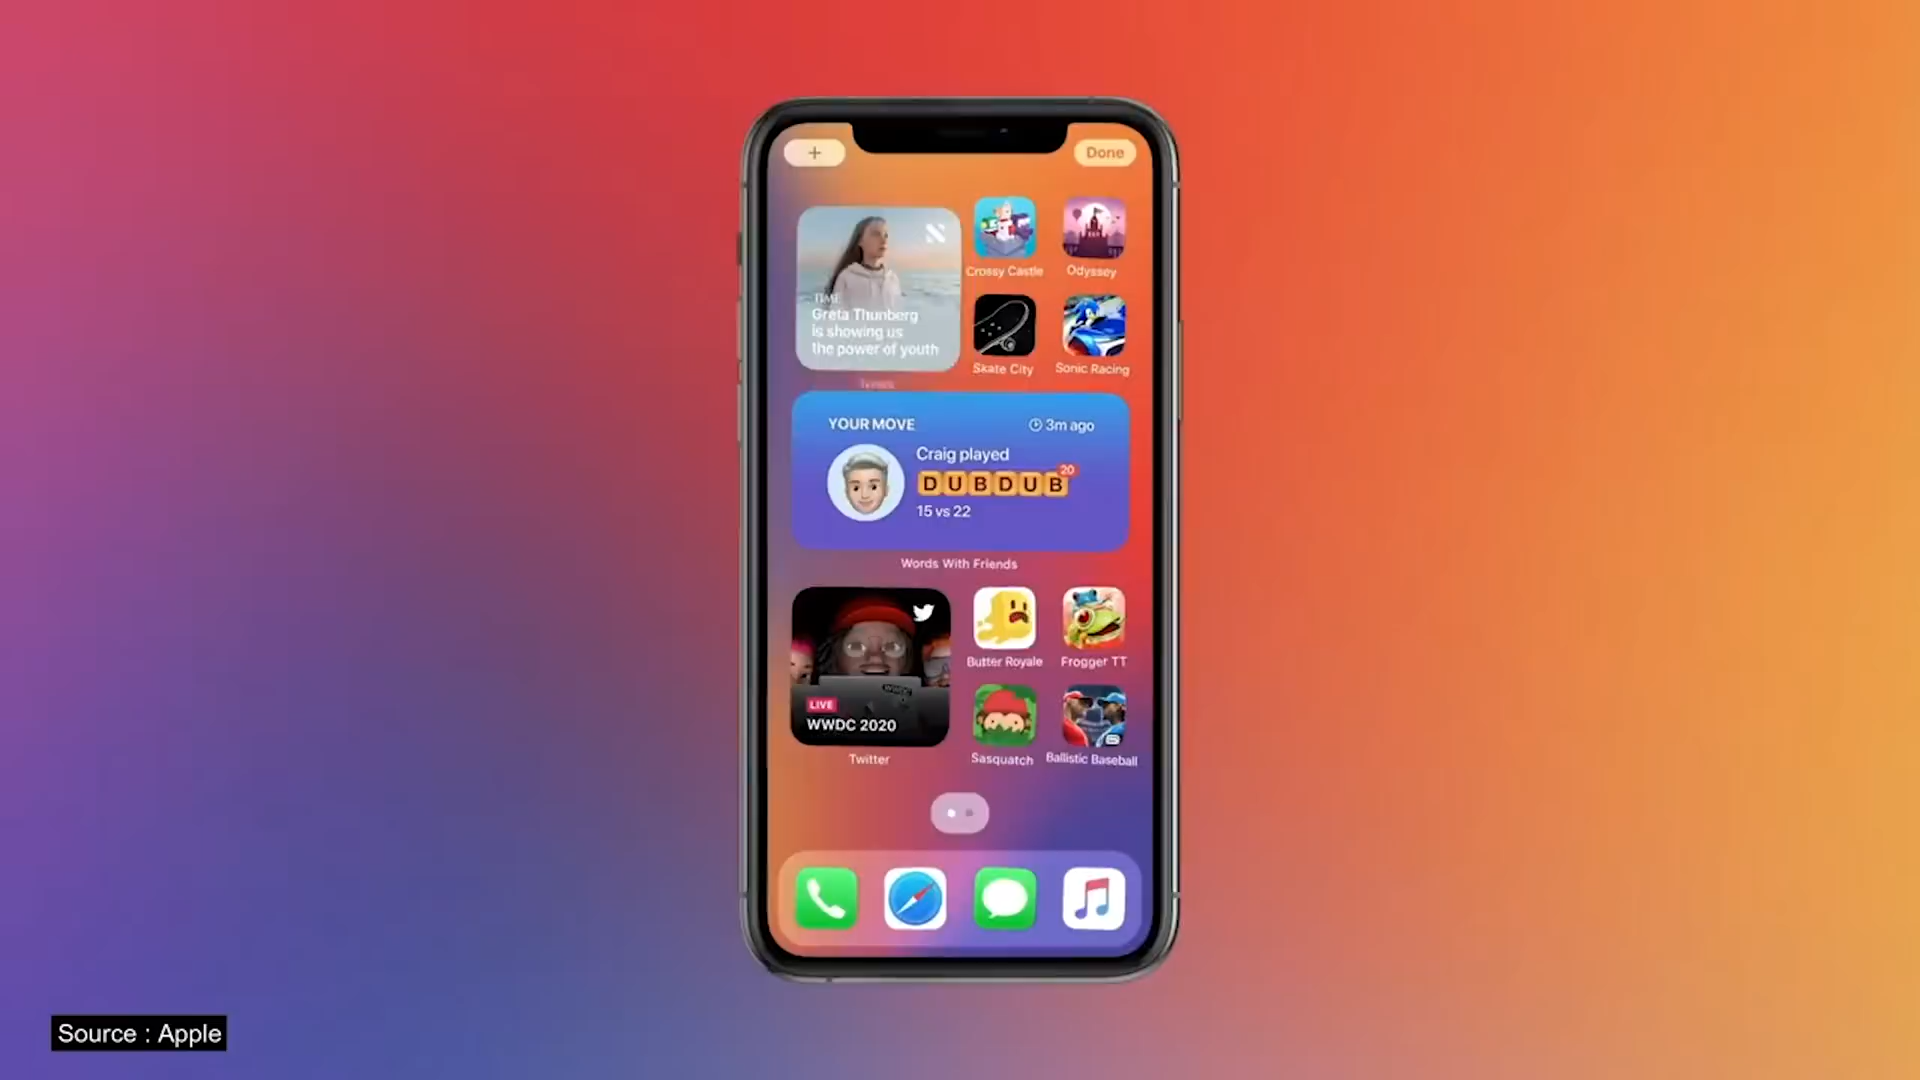 +
Done
TIME
Greta Thunberg
is showing us
the power of youth
News
Crossy Castle
Odyssey
Skate City
Sonic Racing
YOUR MOVE
3m ago
Craig played
DUBDUB
20
15 vs 22
Words With Friends
WWDC
LIVE
WWDC 2020
Twitter
Butter Royale
Frogger TT
Sasquatch
Ballistic Baseball
Source : Apple